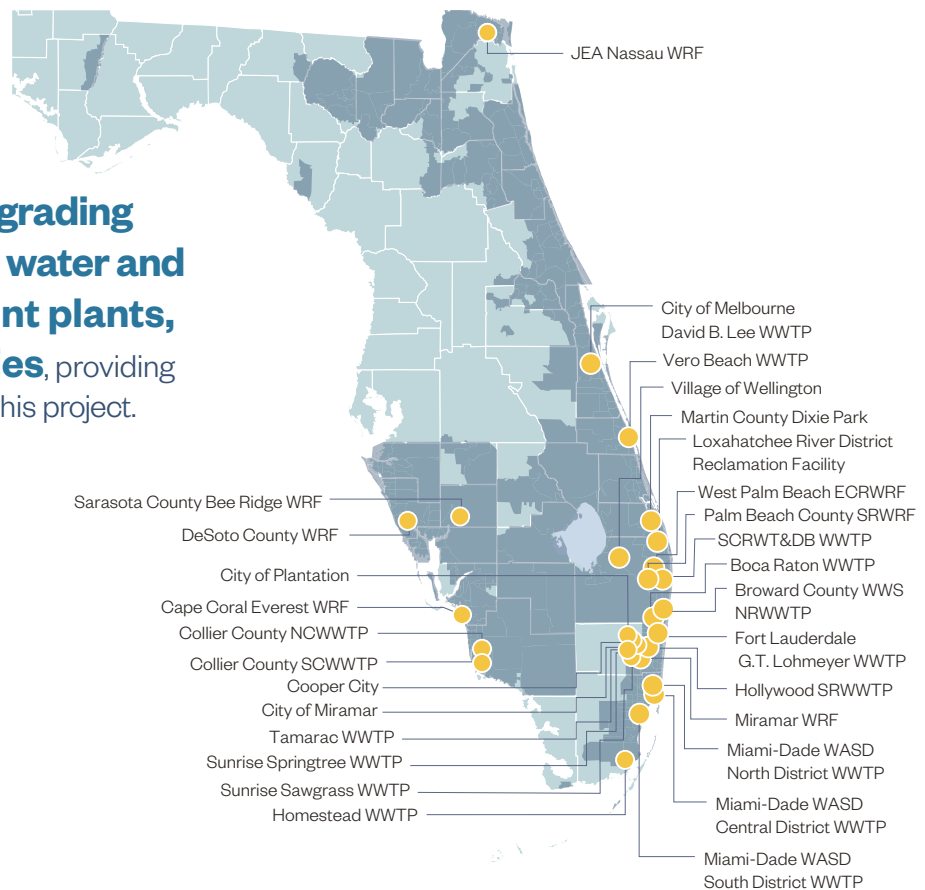 JEA Nassau WRF
grading
water and
nt plants,
es, providing
his project.
City of Melbourne
David B. Lee WWTP
Vero Beach WWTP
Village of Wellington
Martin County Dixie Park
Loxahatchee River District
Reclamation Facility
West Palm Beach ECRWRF
Palm Beach County SRWRF
SCRWT&DB WWTP
Boca Raton WWTP
Broward County WWS
NRWWTP
Fort Lauderdale
G.T. Lohmeyer WWTP
Hollywood SRWWTP
Miramar WRF
Miami-Dade WASD
North District WWTP
Miami-Dade WASD
Central District WWTP
Miami-Dade WASD
South District WWTP
Sarasota County Bee Ridge WRF
DeSoto County WRF
City of Plantation
Cape Coral Everest WRF
Collier County NCWWTP
Collier County SCWWTP
Cooper City
City of Miramar
Tamarac WWTP
Sunrise Springtree WWTP
Sunrise Sawgrass WWTP
Homestead WWTP